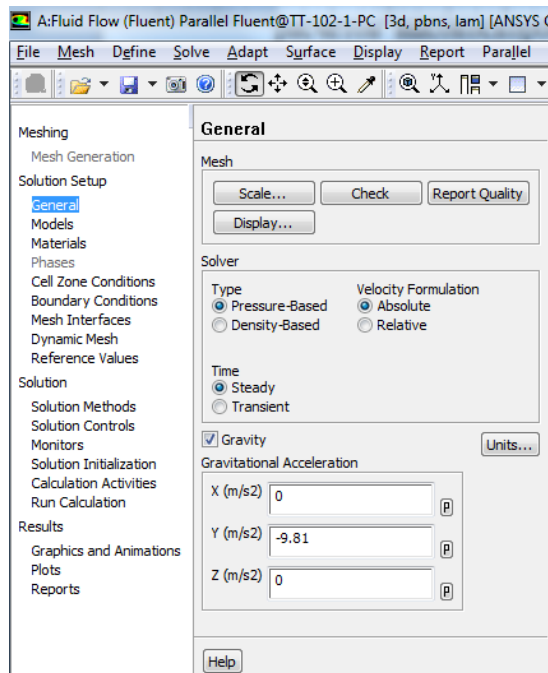 A:Fluid Flow (Fluent) Parallel Fluent@TT-102-1-PC [3d, pbns, lam] [ANSYS
File Mesh Define Solve Adapt Surface Display Report Parallel
General
Meshing
Mesh Generation
Solution Setup
General
Models
Materials
Phases
Cell Zone Conditions
Boundary Conditions
Mesh Interfaces
Dynamic Mesh
Reference Values
Solution
Solution Methods
Solution Controls
Monitors
Solution Initialization
Calculation Activities
Run Calculation
Results
Graphics and Animations
Plots
Reports
Mesh
Scale... Check Report Quality
Display...
Solver
Type Velocity Formulation
Pressure-Based Absolute
Density-Based Relative
Time
Steady
Transient
Gravity Units...
Gravitational Acceleration
X (m/s2) 0 P
Y (m/s2) -9.81 P
Z (m/s2) 0 P
Help